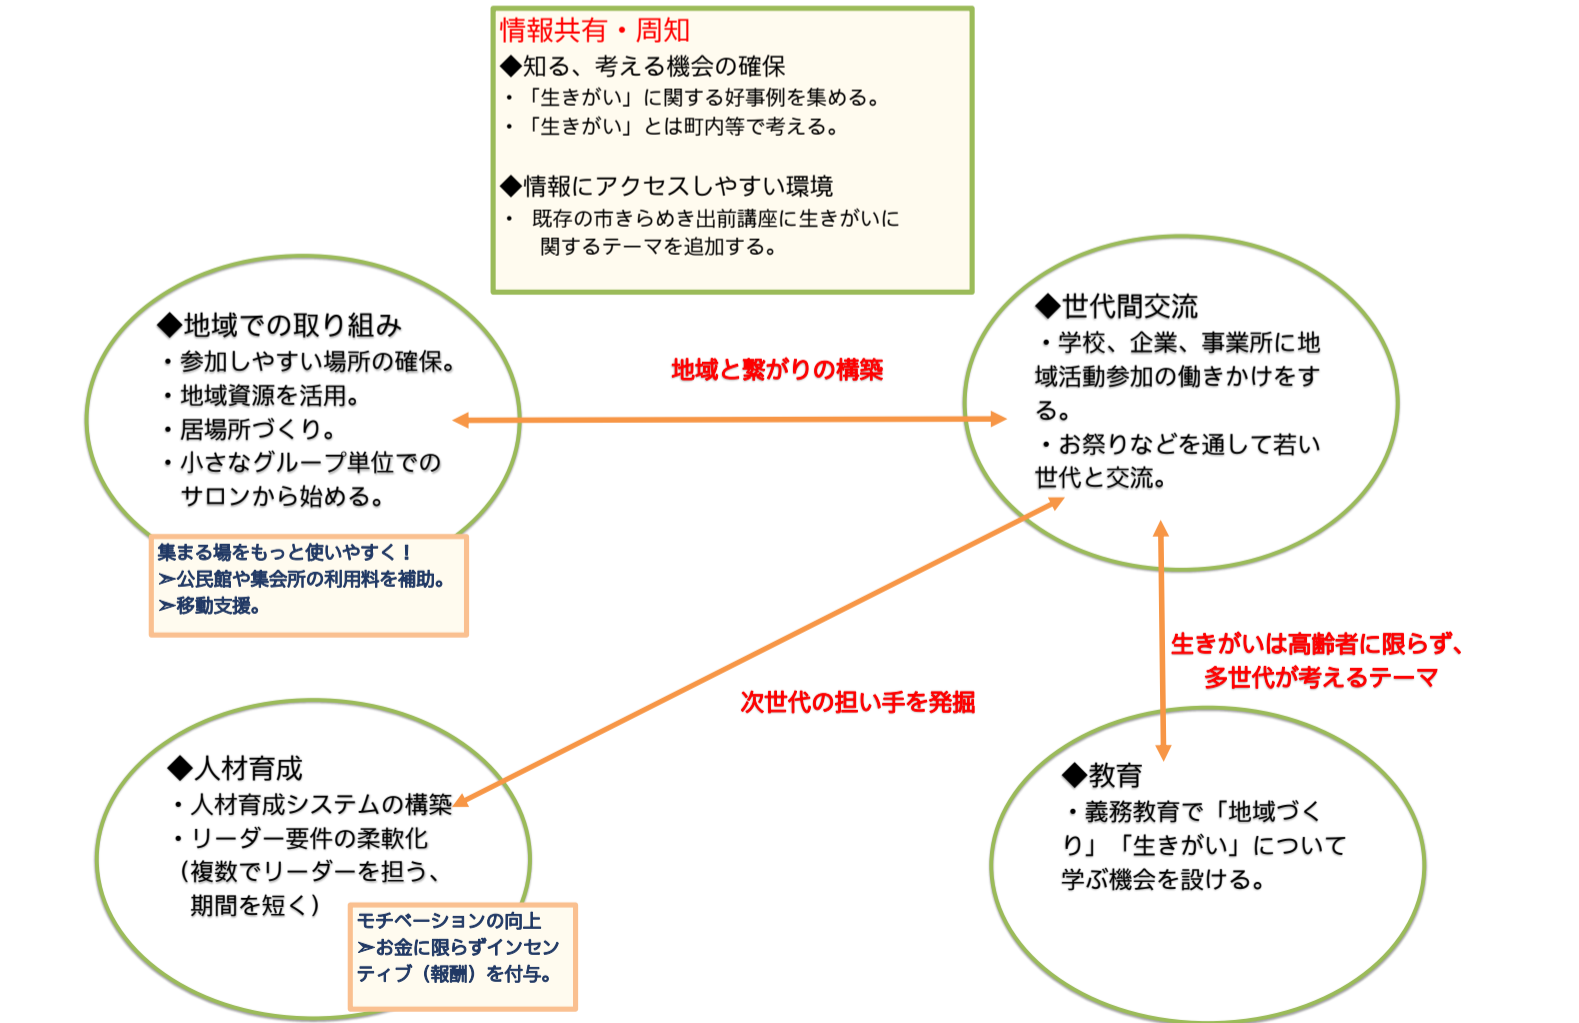 情報共有・周知
◆知る、考える機会の確保
・「生きがい」に関する好事例を集める。
・「生きがい」とは町内等で考える。
◆情報にアクセスしやすい環境
・ 既存の市きらめき出前講座に生きがいに
関するテーマを追加する。
◆地域での取り組み
・参加しやすい場所の確保。
・地域資源を活用。
・居場所づくり。
・小さなグループ単位での
サロンから始める。
集まる場をもっと使いやすく！
➢公民館や集会所の利用料を補助。
➢移動支援。
地域と繋がりの構築
◆世代間交流
・学校、企業、事業所に地
域活動参加の働きかけをす
る。
・お祭りなどを通して若い
世代と交流。
生きがいは高齢者に限らず、
多世代が考えるテーマ
次世代の担い手を発掘
◆人材育成
・人材育成システムの構築
・リーダー要件の柔軟化
（複数でリーダーを担う、
期間を短く）
モチベーションの向上
➢お金に限らずインセン
ティブ（報酬）を付与。
◆教育
・義務教育で「地域づく
り」「生きがい」について
学ぶ機会を設ける。